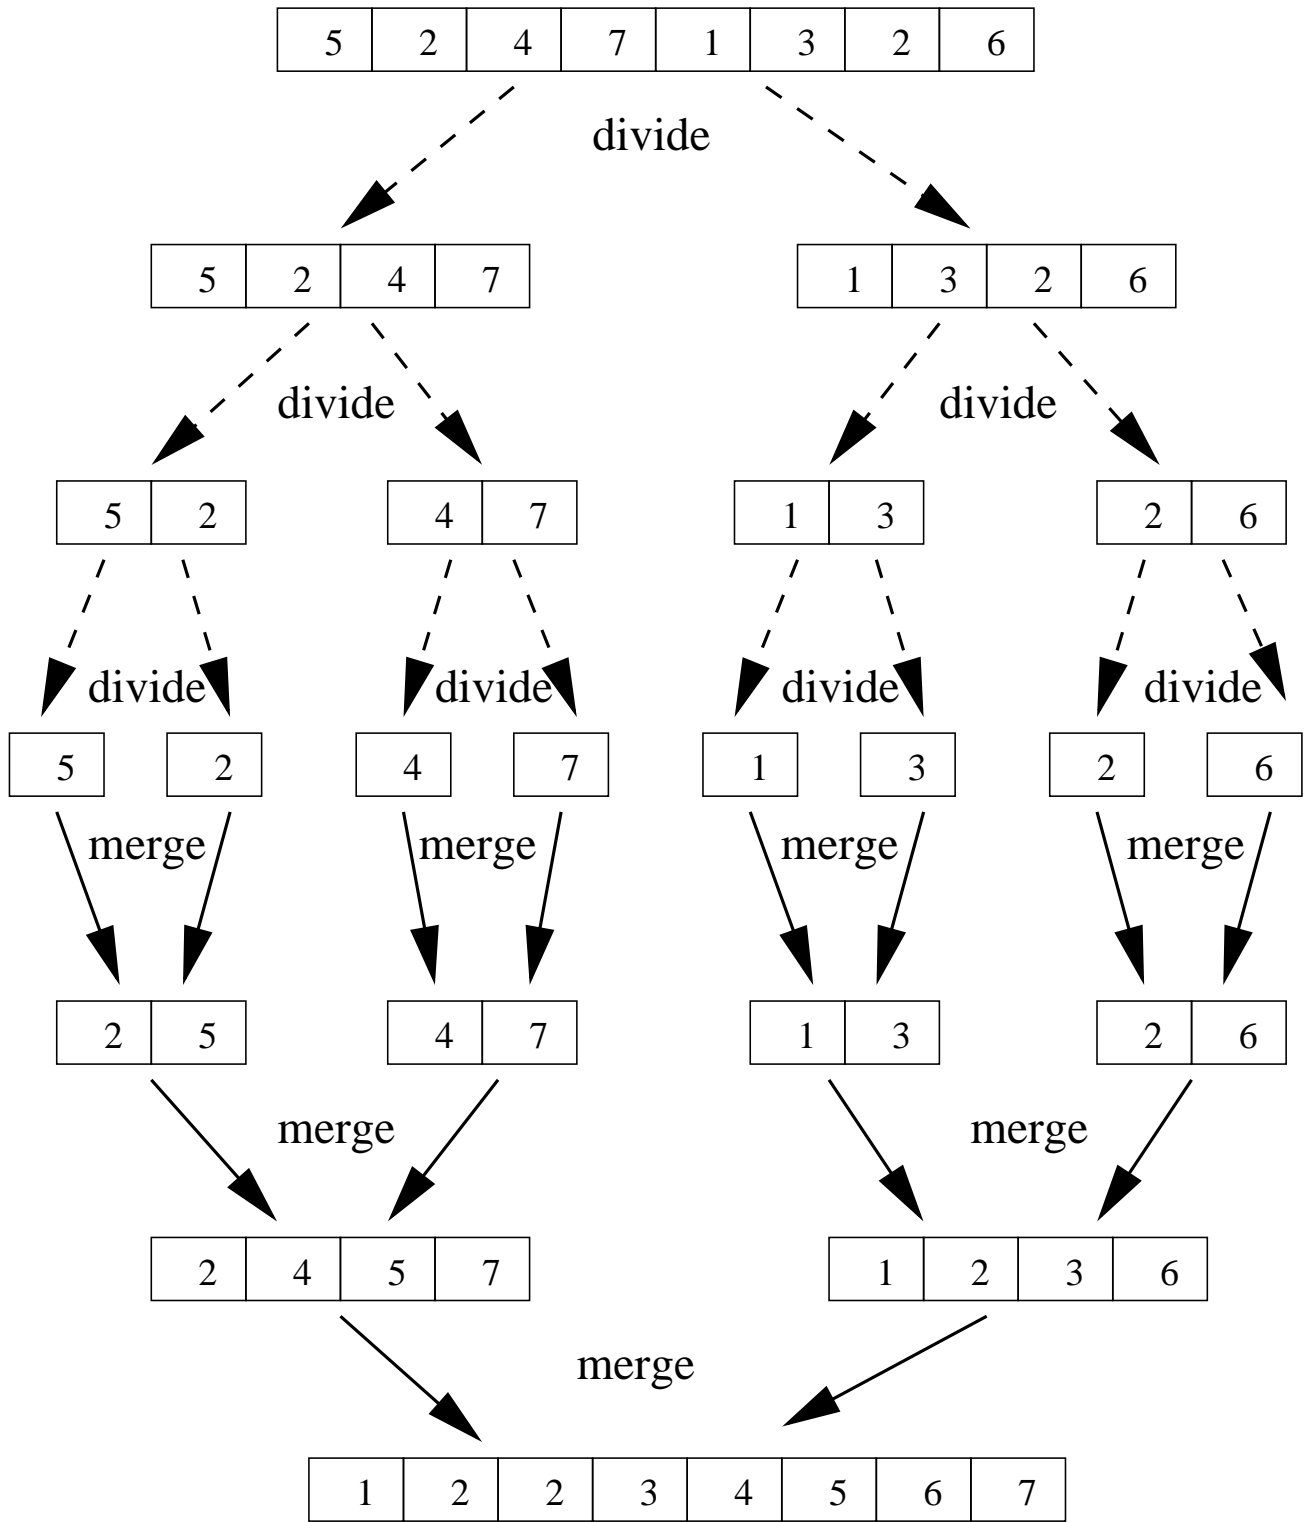 5 2 4 7 1 3 2 6
divide
5 2 4 7 1 3 2 6
divide divide
5 2 4 7 1 3 2 6
divide divide divide divide
5 2 4 7 1 3 2 6
merge merge merge merge
2 5 4 7 1 3 2 6
merge merge
2 4 5 7 1 2 3 6
merge
1 2 2 3 4 5 6 7